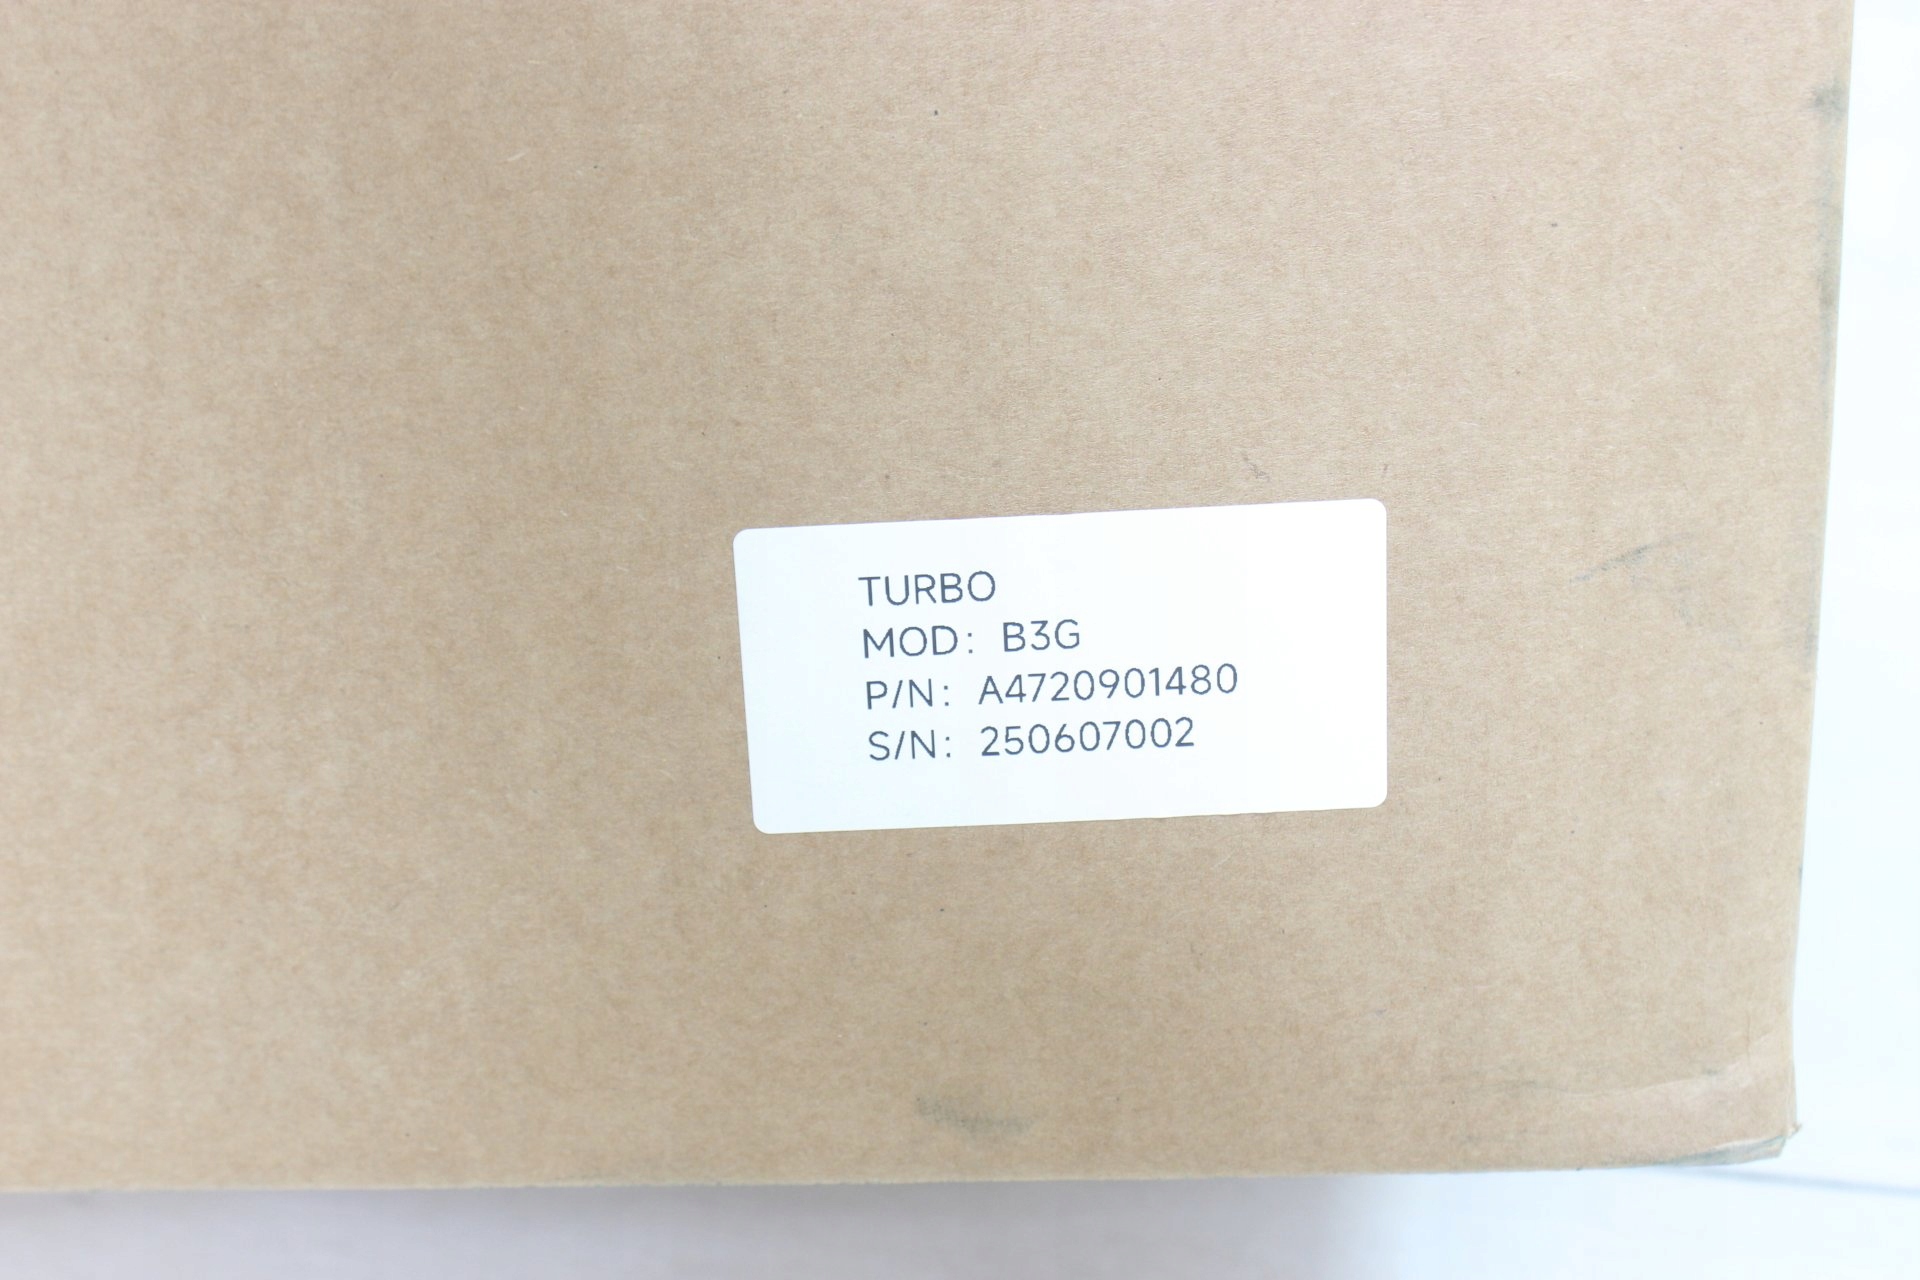 TURBO
MOD: B3G
P/N: A4720901480
S/N: 250607002